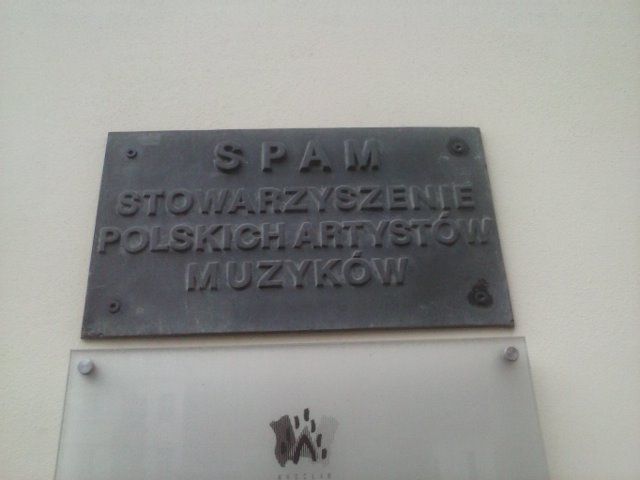 SPAM
STOWARZYSZENIE
POLSKICH ARTYSTÓW
MUZYKÓW